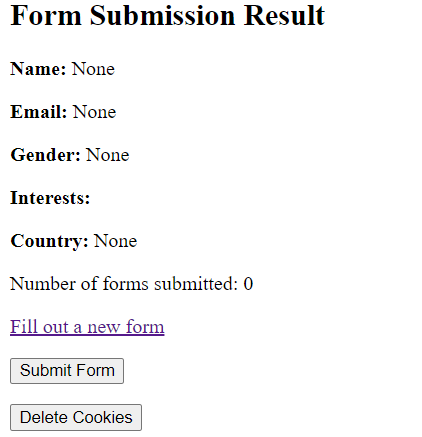 Form Submission Result
Name: None
Email: None
Gender: None
Interests:
Country: None
Number of forms submitted: 0
Fill out a new form
Submit Form
Delete Cookies